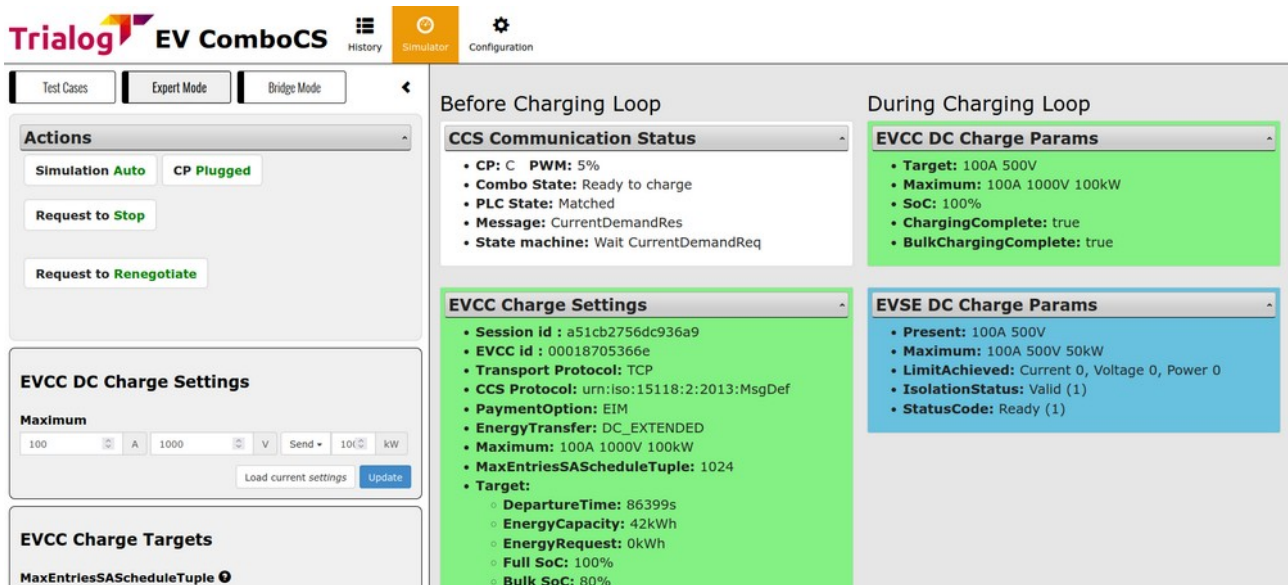 Trialog EV ComboCS
History
Simulator
Configuration
Test Cases
Expert Mode
Bridge Mode
Actions
Simulation Auto
CP Plugged
Request to Stop
Request to Renegotiate
EVCC DC Charge Settings
Maximum
100 A 1000 V Send kW
Load current settings Update
EVCC Charge Targets
MaxEntriesSAScheduleTuple
Before Charging Loop
CCS Communication Status
• CP: C PWM: 5%
• Combo State: Ready to charge
• PLC State: Matched
• Message: CurrentDemandRes
• State machine: Wait CurrentDemandReq
EVCC Charge Settings
• Session id : a51cb2756dc936a9
• EVCC id : 00018705366e
• Transport Protocol: TCP
• CCS Protocol: urn:iso:15118:2:2013:MsgDef
• PaymentOption: EIM
• EnergyTransfer: DC_EXTENDED
• Maximum: 100A 1000V 100kW
• MaxEntriesSAScheduleTuple: 1024
• Target:
◦ DepartureTime: 86399s
◦ EnergyCapacity: 42kWh
◦ EnergyRequest: 0kWh
◦ Full SoC: 100%
◦ Bulk SoC: 80%
During Charging Loop
EVCC DC Charge Params
• Target: 100A 500V
• Maximum: 100A 1000V 100kW
• SoC: 100%
• ChargingComplete: true
• BulkChargingComplete: true
EVSE DC Charge Params
• Present: 100A 500V
• Maximum: 100A 500V 50kW
• LimitAchieved: Current 0, Voltage 0, Power 0
• IsolationStatus: Valid (1)
• StatusCode: Ready (1)